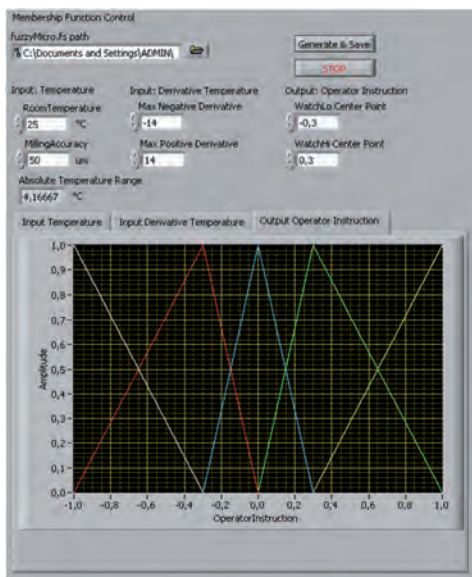 Membership Function Control
fuzzyMicro.fs path
C:\Documents and Settings\ADMIN\
Generate & Save
STOP
Input: Temperature
Input: Derivative Temperature
Output: Operator Instruction
RoomTemperature
Max Negative Derivative
WatchLo Center Point
25 °C
-14
-0,3
MillingAccuracy
Max Positive Derivative
WatchHi Center Point
50 um
14
0,3
Absolute Temperature Range
4,16667 °C
Input Temperature
Input Derivative Temperature
Output Operator Instruction
1,0
0,9
0,8
0,7
0,6
0,5
0,4
0,3
0,2
0,1
0,0
Amplitude
-1,0 -0,8 -0,6 -0,4 -0,2 0,0 0,2 0,4 0,6 0,8 1,0
OperatorInstruction